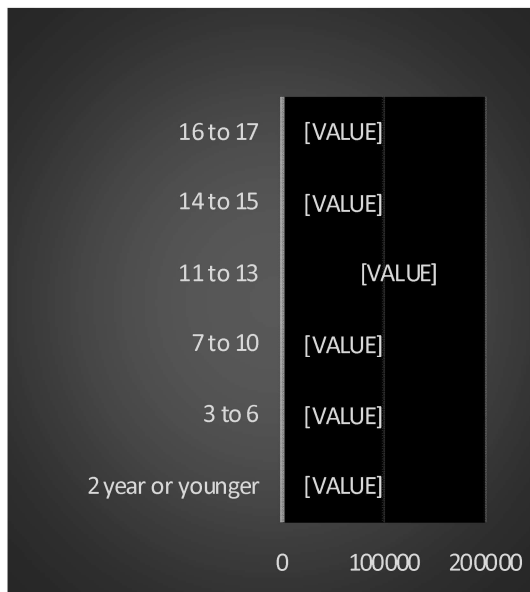 16 to 17 [VALUE]
14 to 15 [VALUE]
11 to 13 [VALUE]
7 to 10 [VALUE]
3 to 6 [VALUE]
2 year or younger [VALUE]
0 100000 200000